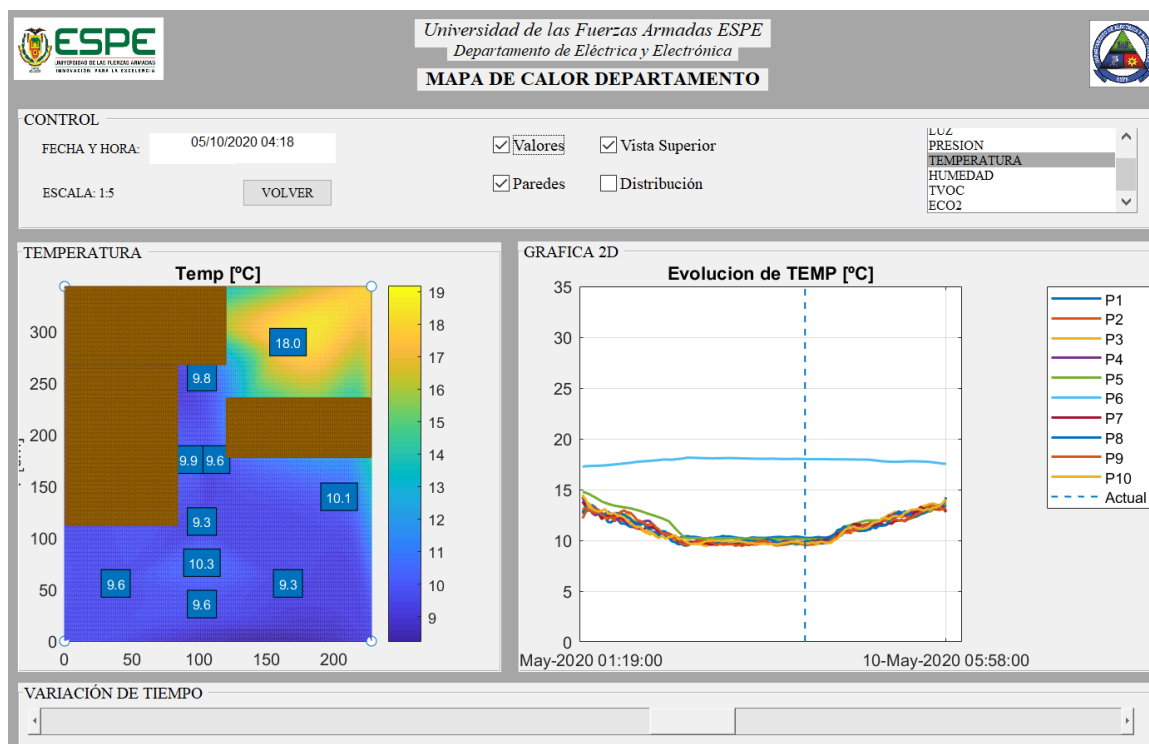 ESPE
UNIVERSIDAD DE LAS FUERZAS ARMADAS
INNOVACIÓN PARA LA EXCELENCIA
Universidad de las Fuerzas Armadas ESPE
Departamento de Eléctrica y Electrónica
MAPA DE CALOR DEPARTAMENTO
ESPE
CONTROL
FECHA Y HORA:
05/10/2020 04:18
ESCALA: 1:5
VOLVER
Valores
Vista Superior
Paredes
Distribución
LUZ
PRESION
TEMPERATURA
HUMEDAD
TVOC
ECO2
TEMPERATURA
Temp [ºC]
300
250
200
150
100
50
0
0 50 100 150 200
18.0
9.8
9.9 9.6
10.1
9.3
10.3
9.6
9.3
9.6
19
18
17
16
15
14
13
12
11
10
9
GRAFICA 2D
Evolucion de TEMP [ºC]
35
30
25
20
15
10
5
0
May-2020 01:19:00
10-May-2020 05:58:00
P1
P2
P3
P4
P5
P6
P7
P8
P9
P10
Actual
VARIACIÓN DE TIEMPO